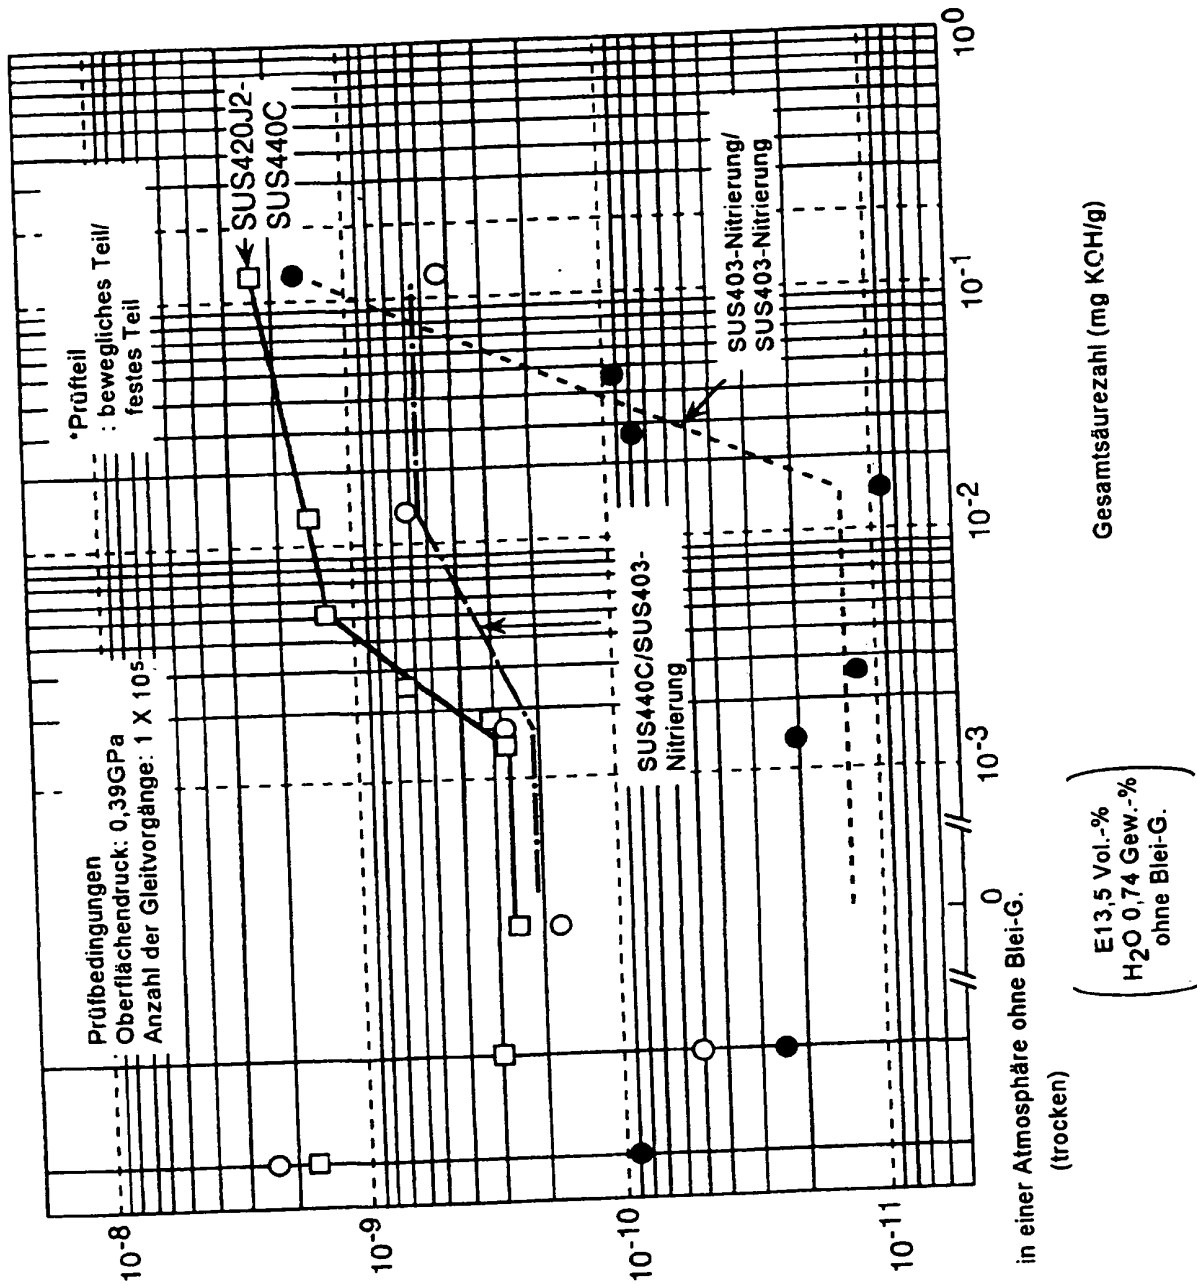 Prüfbedingungen
Oberflächendruck: 0,39GPa
Anzahl der Gleitvorgänge: 1 X 10⁵
*Prüfteil
: bewegliches Teil/
festes Teil
SUS420J2-
SUS440C
SUS440C/SUS403-
Nitrierung
SUS403-Nitrierung/
SUS403-Nitrierung
10⁻⁸
10⁻⁹
10⁻¹⁰
10⁻¹¹
0
10⁻³
10⁻²
10⁻¹
10⁰
in einer Atmosphäre ohne Blei-G.
(trocken)
E13,5 Vol.-%
H₂O 0,74 Gew.-%
ohne Blei-G.
Gesamtsäurezahl (mg KOH/g)